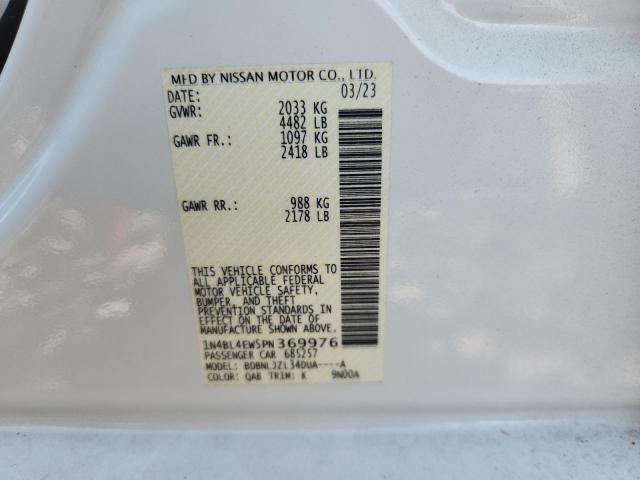 MFD BY NISSAN MOTOR CO., LTD.
DATE: 03/23
GVWR: 2033 KG
4482 LB
GAWR FR.: 1097 KG
2418 LB
GAWR RR.: 988 KG
2178 LB
THIS VEHICLE CONFORMS TO
ALL APPLICABLE FEDERAL
MOTOR VEHICLE SAFETY,
BUMPER, AND THEFT
PREVENTION STANDARDS IN
EFFECT ON THE DATE OF
MANUFACTURE SHOWN ABOVE.
1N4BL4EW5PN369976
PASSENGER CAR 685257
MODEL: BDBNLJZL34DUA----A
COLOR: QAB TRIM: K 9N00A